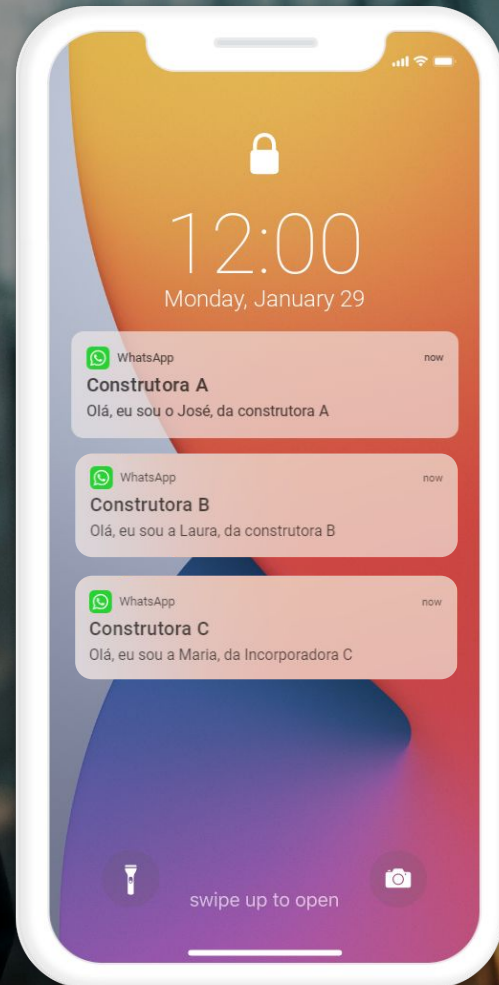 12:00
Monday, January 29
WhatsApp now
Construtora A
Olá, eu sou o José, da construtora A
WhatsApp now
Construtora B
Olá, eu sou a Laura, da construtora B
WhatsApp now
Construtora C
Olá, eu sou a Maria, da Incorporadora C
swipe up to open